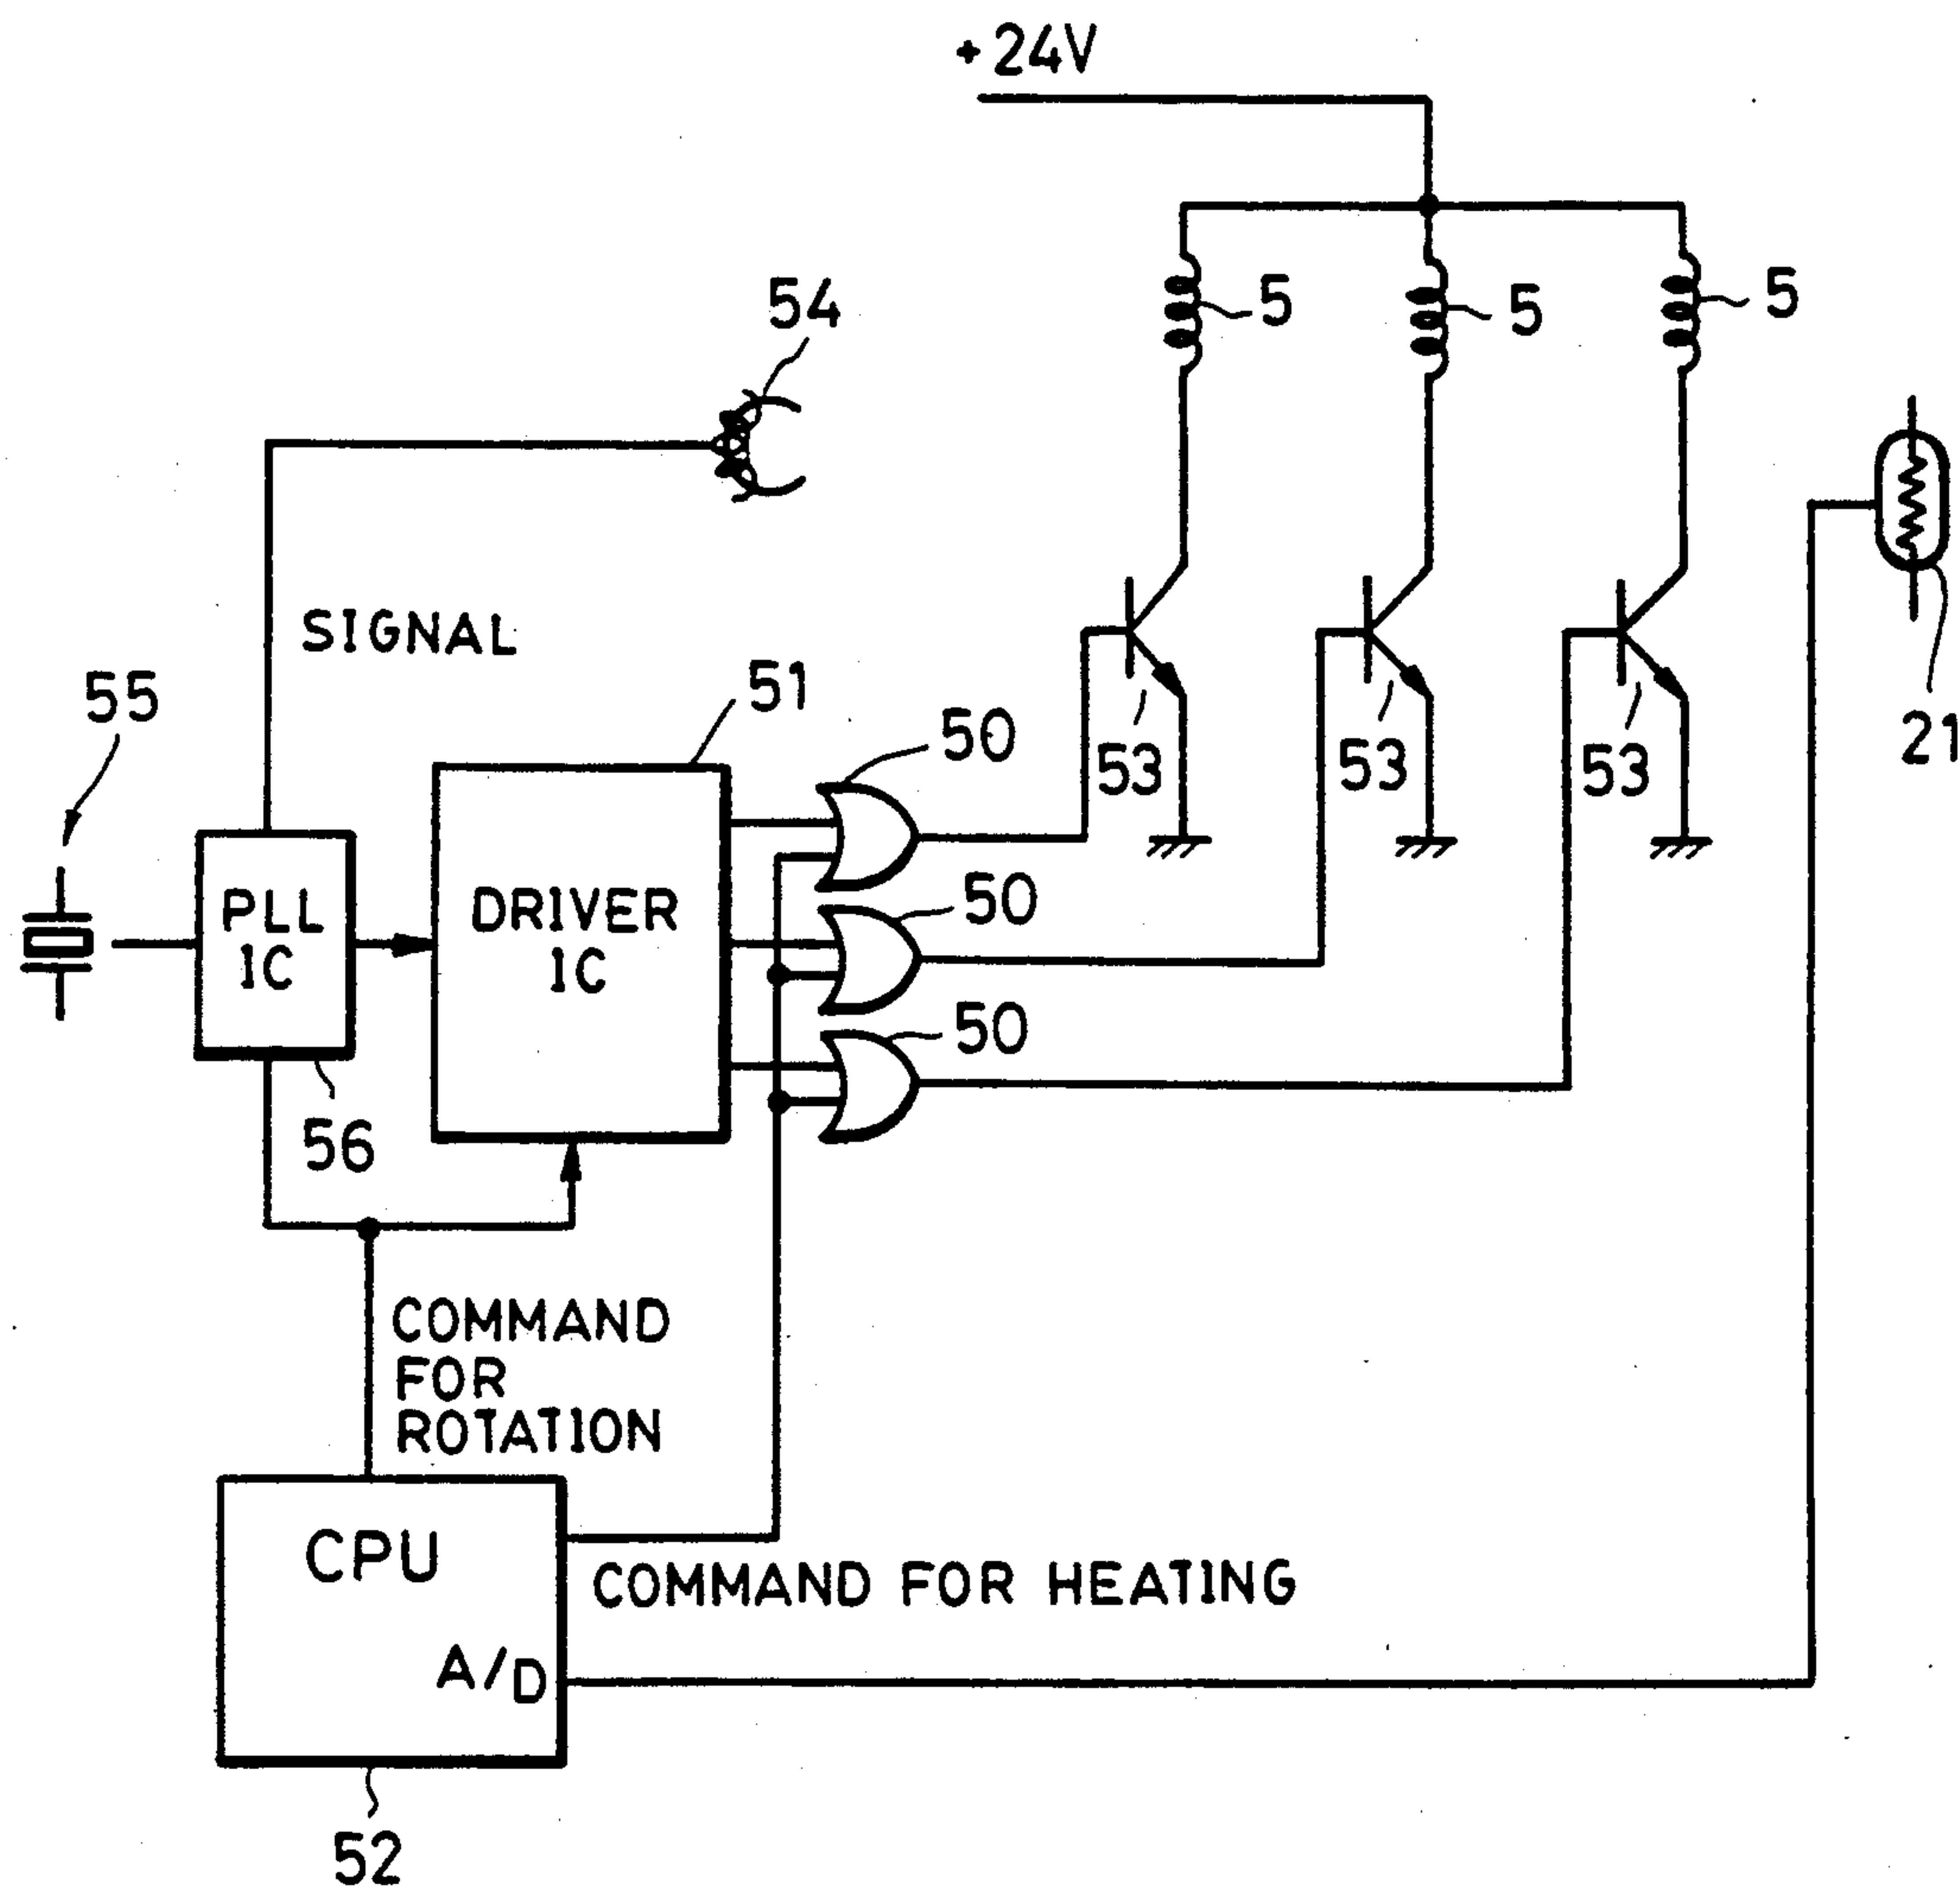 +24V
5
5
5
54
SIGNAL
55
51
50
53
53
53
21
PLL
IC
DRIVER
IC
50
50
56
COMMAND
FOR
ROTATION
CPU
COMMAND FOR HEATING
A/D
52